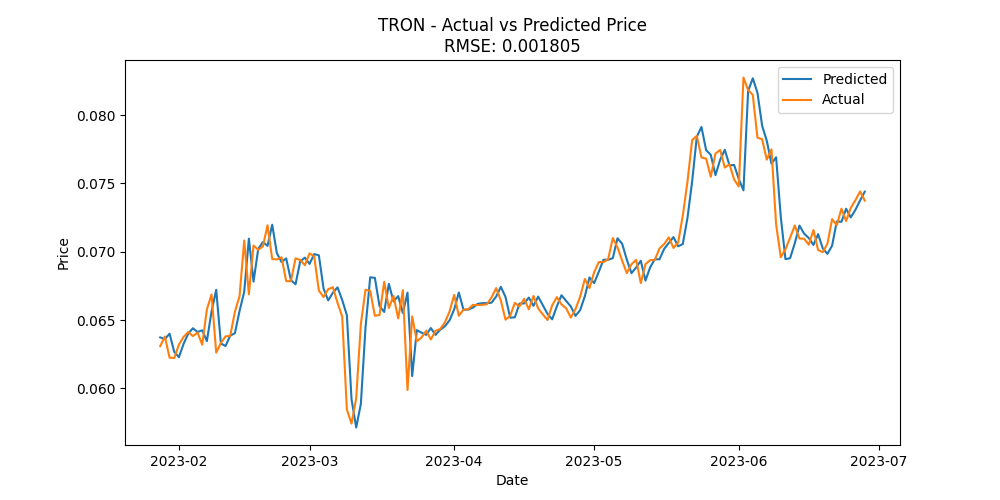 TRON - Actual vs Predicted Price
RMSE: 0.001805
Predicted
Actual
0.080
0.075
0.070
0.065
0.060
Price
2023-02 2023-03 2023-04 2023-05 2023-06 2023-07
Date